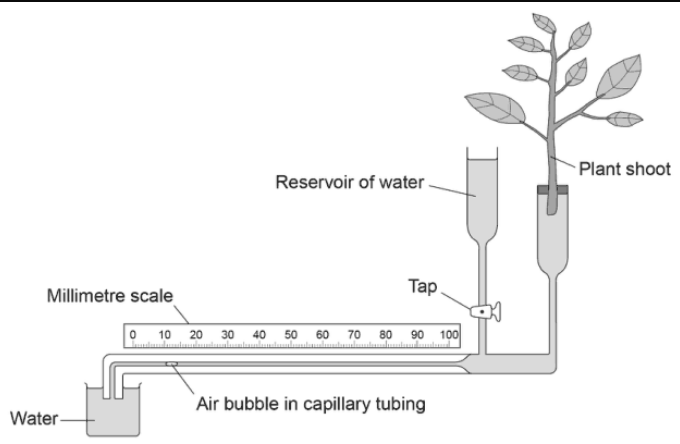 Plant shoot
Reservoir of water
Tap
Millimetre scale
0 10 20 30 40 50 60 70 80 90 100
Air bubble in capillary tubing
Water